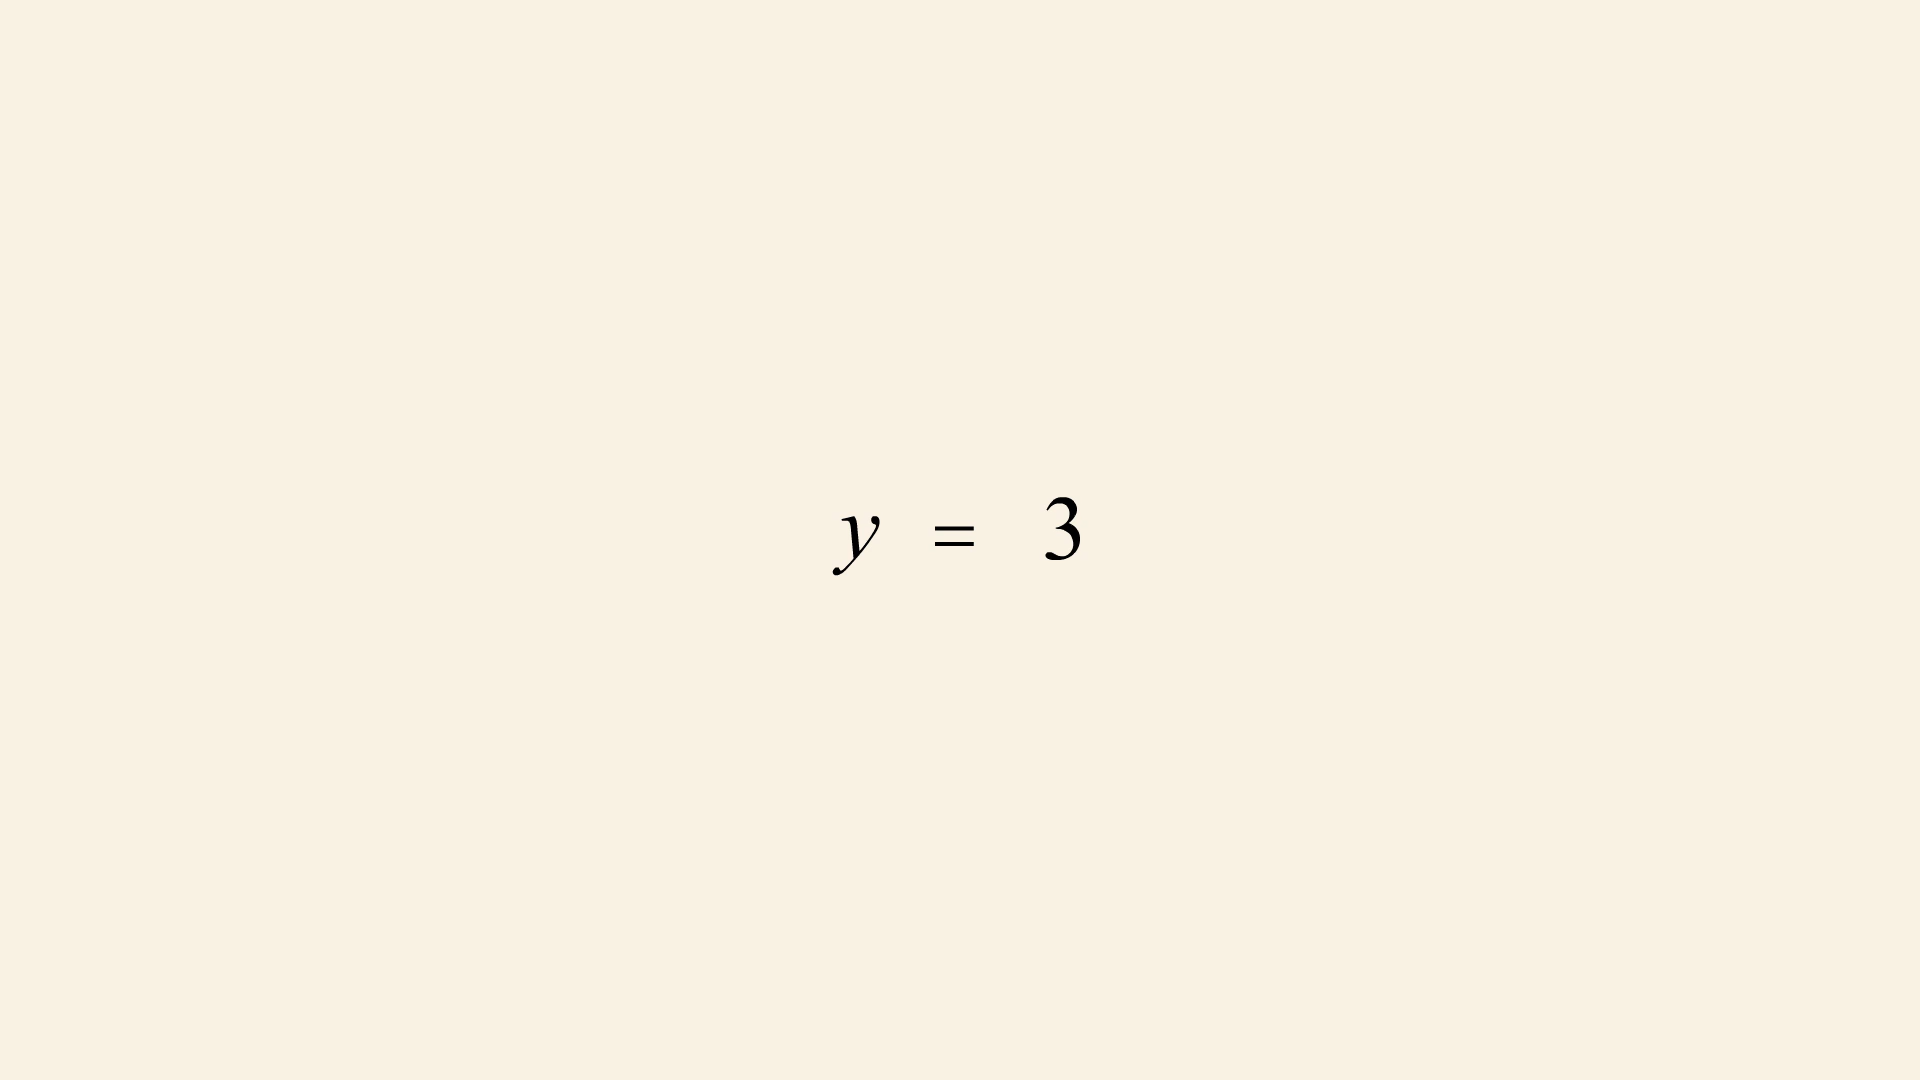 y = 3